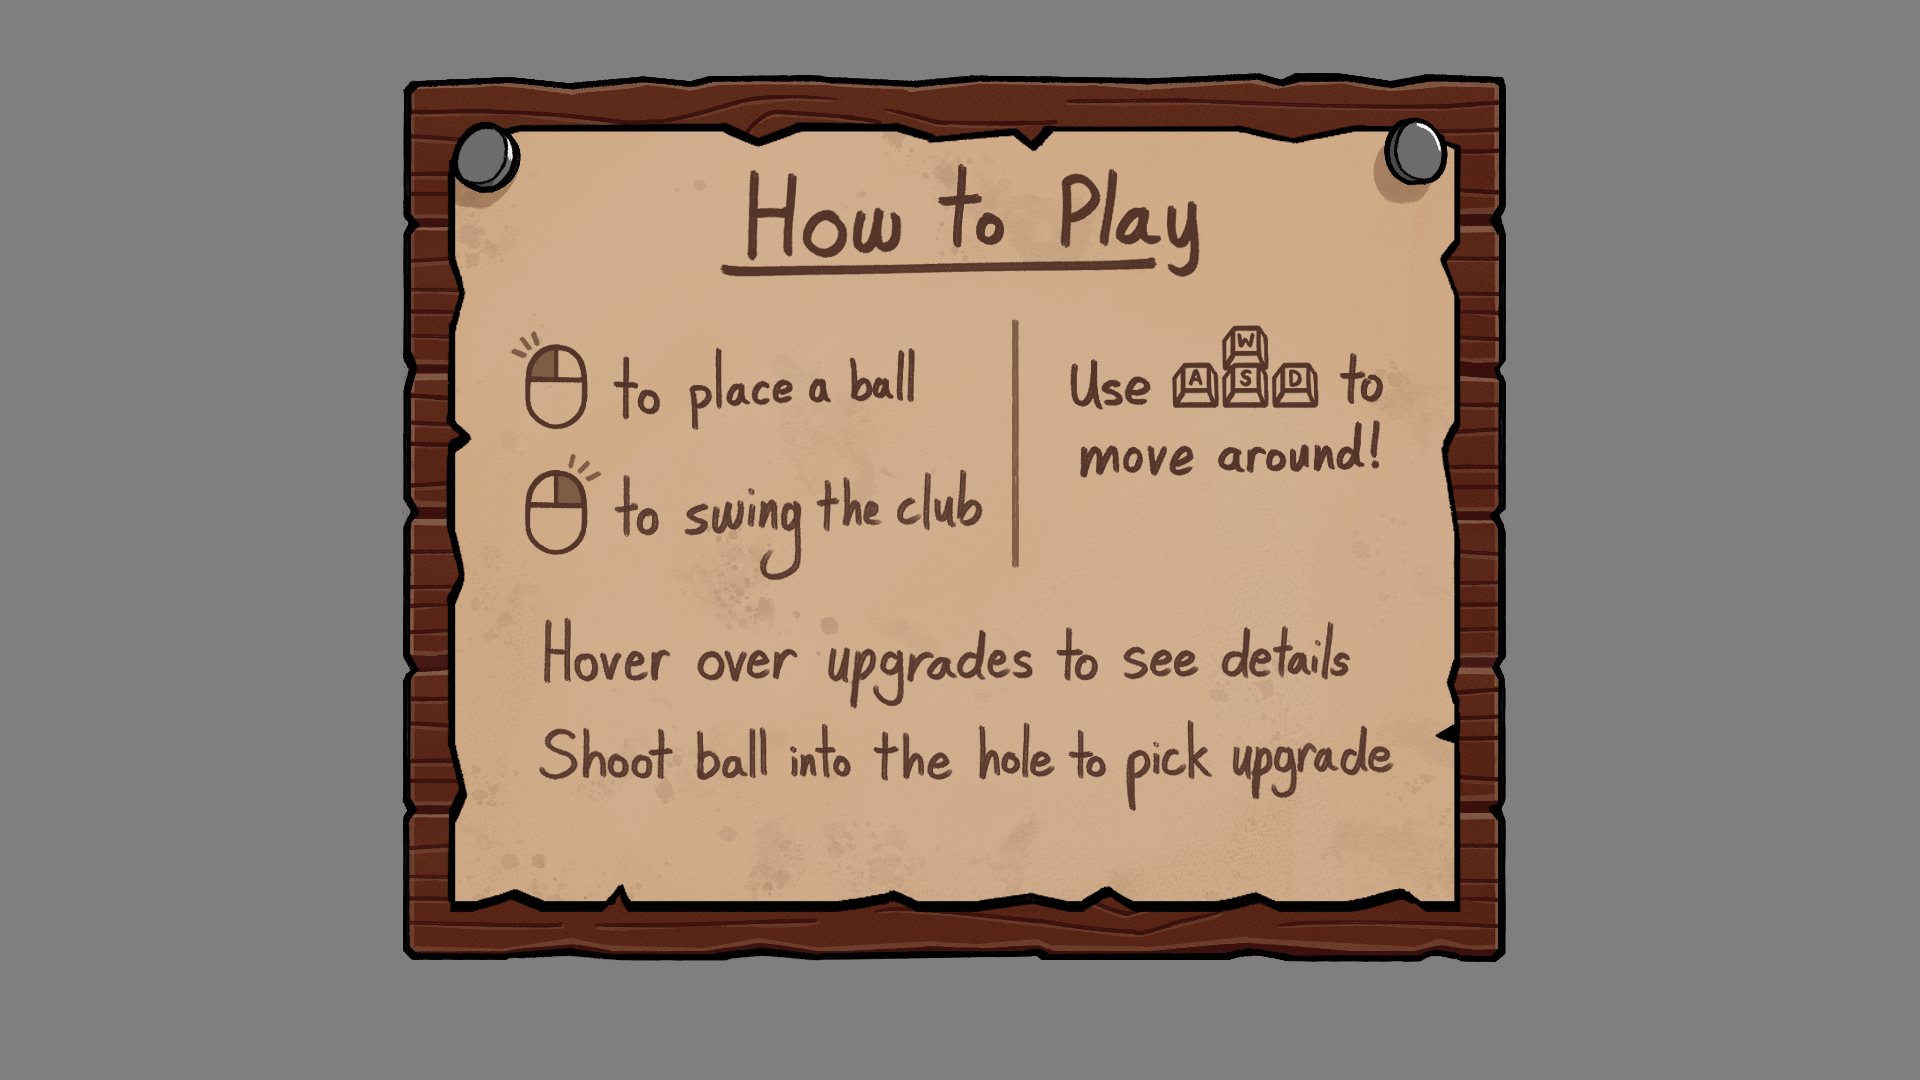 How to Play
to place a ball
to swing the club
Use W A S D to
move around!
Hover over upgrades to see details
Shoot ball into the hole to pick upgrade